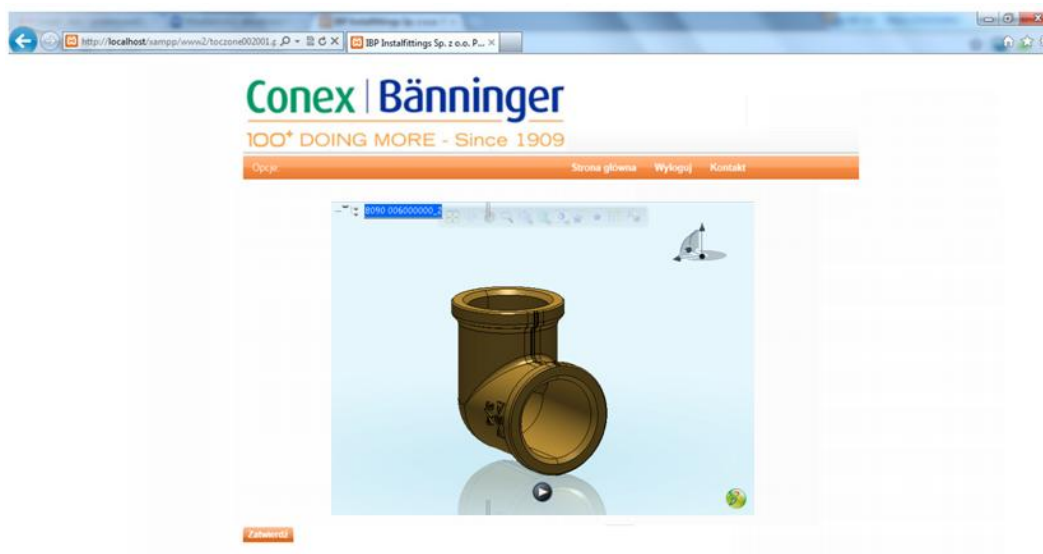 http://localhost/xampp/www2/toczone002001.g
IBP Instalfittings Sp. z o.o. P...
Conex | Bänninger
100+ DOING MORE - Since 1909
Opcje: Strona główna Wyloguj Kontakt
8090 006000000_2
Zatwierdź